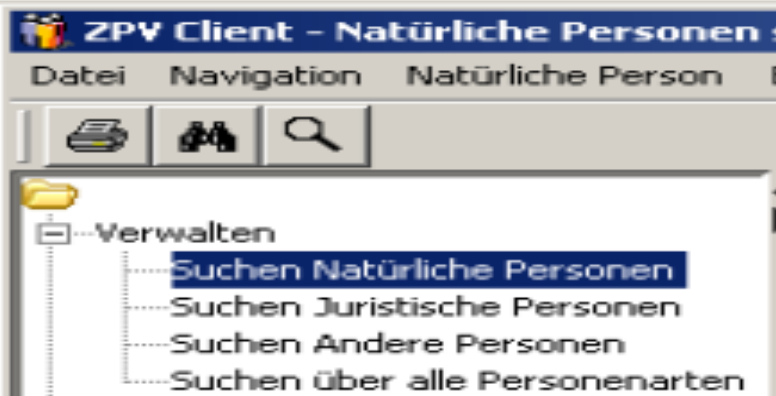 ZPV Client - Natürliche Personen
Datei Navigation Natürliche Person
Verwalten
Suchen Natürliche Personen
Suchen Juristische Personen
Suchen Andere Personen
Suchen über alle Personenarten